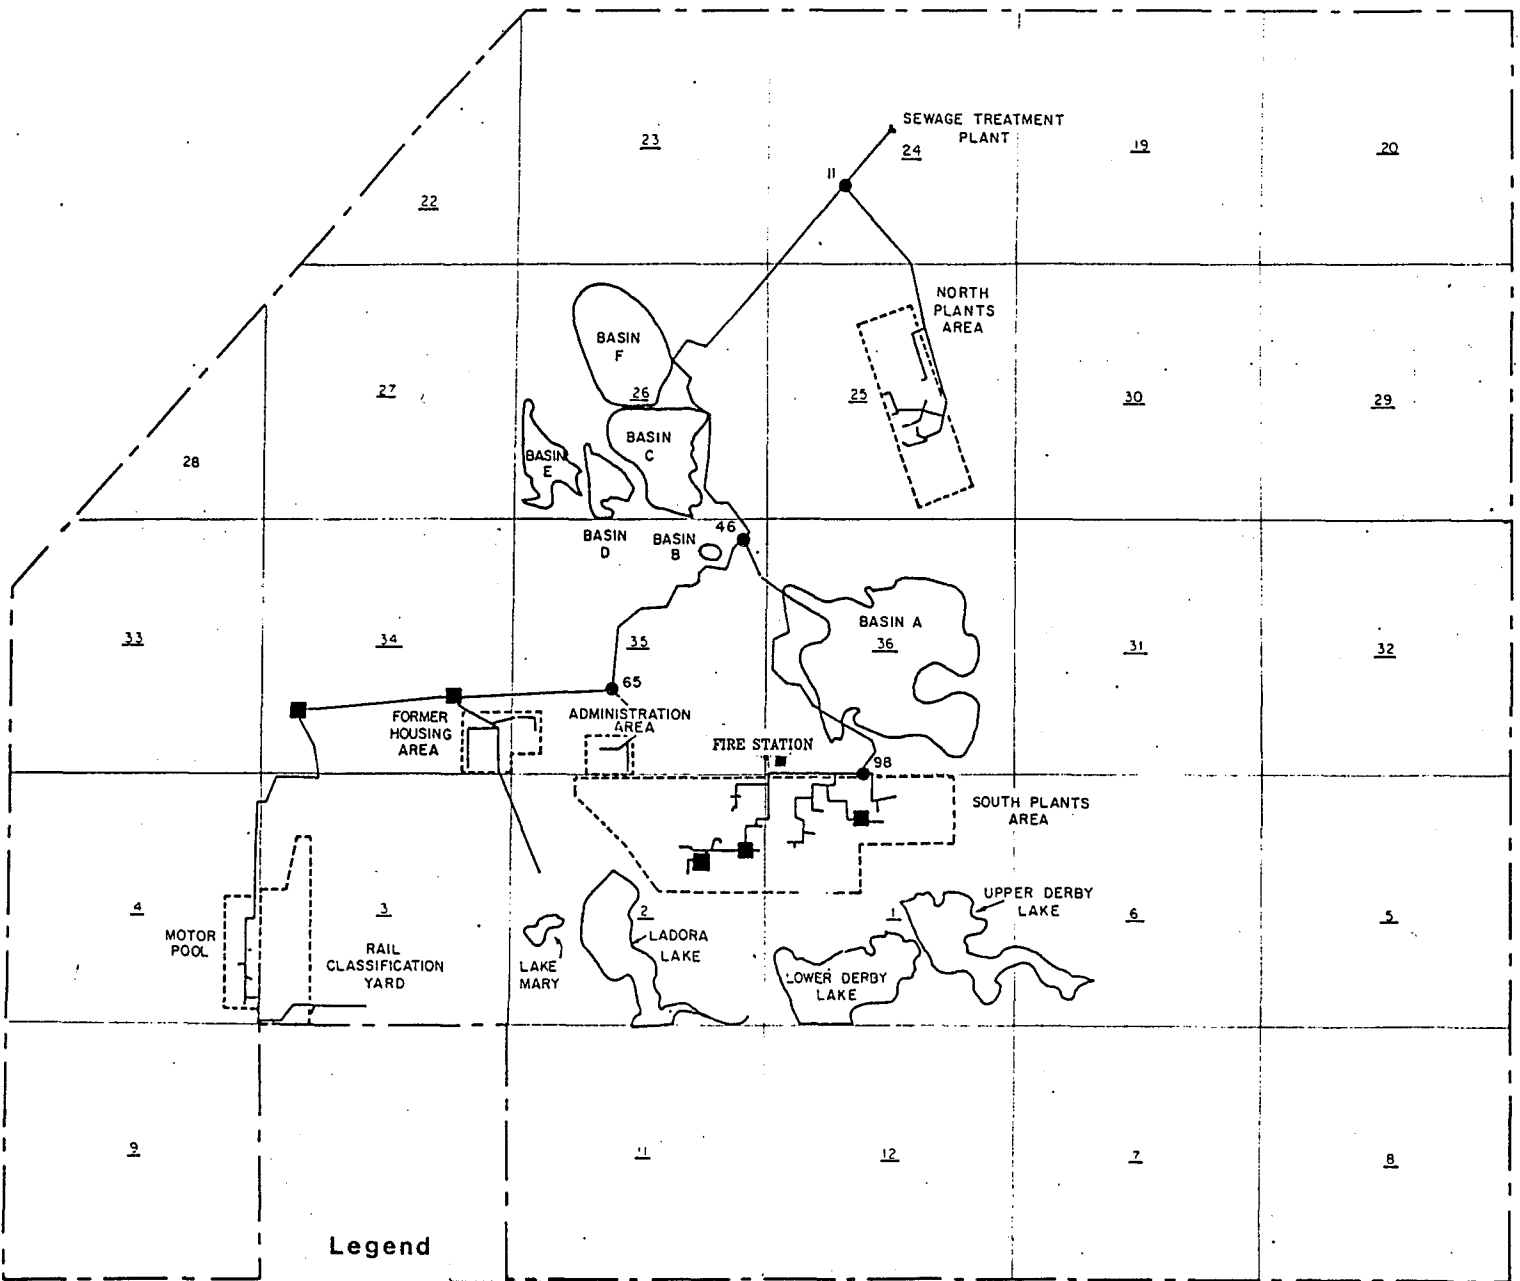 SEWAGE TREATMENT
PLANT
23
24
19
20
11
22
NORTH
PLANTS
AREA
BASIN
F
27
26
25
30
29
BASIN
C
BASIN
E
28
46
BASIN
D
BASIN
B
BASIN A
33
34
35
36
31
32
65
FORMER
HOUSING
AREA
ADMINISTRATION
AREA
FIRE STATION
98
SOUTH PLANTS
AREA
UPPER DERBY
LAKE
4
3
2
1
6
5
MOTOR
POOL
RAIL
CLASSIFICATION
YARD
LAKE
MARY
LADORA
LAKE
LOWER DERBY
LAKE
9
11
12
7
8
Legend